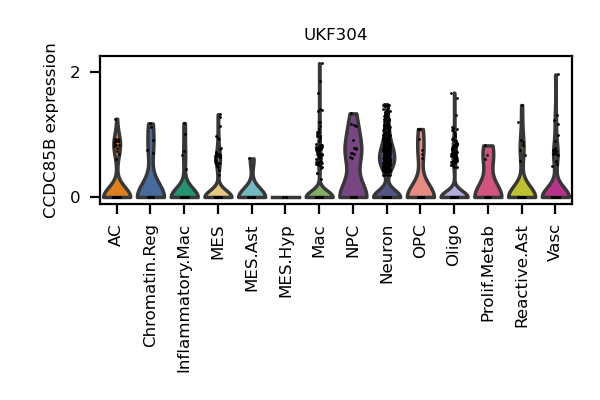 UKF304
CCDC85B expression
2
0
AC
Chromatin.Reg
Inflammatory.Mac
MES
MES.Ast
MES.Hyp
Mac
NPC
Neuron
OPC
Oligo
Prolif.Metab
Reactive.Ast
Vasc